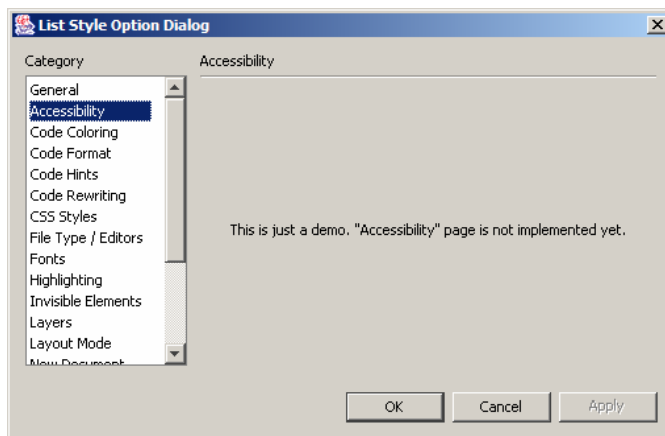 List Style Option Dialog
Category
Accessibility
General
Accessibility
Code Coloring
Code Format
Code Hints
Code Rewriting
CSS Styles
File Type / Editors
Fonts
Highlighting
Invisible Elements
Layers
Layout Mode
New Document
This is just a demo. "Accessibility" page is not implemented yet.
OK
Cancel
Apply